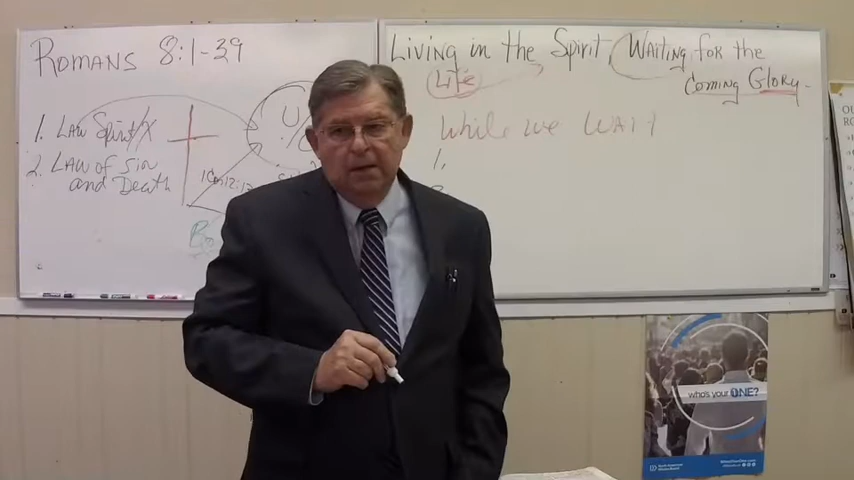 Romans 8:1-39
Living in the Spirit - Waiting for the
Coming Glory -
Life
1. Law Spirit/
2. Law of Sin
and Death
While we wait
1.
who's your ONE?